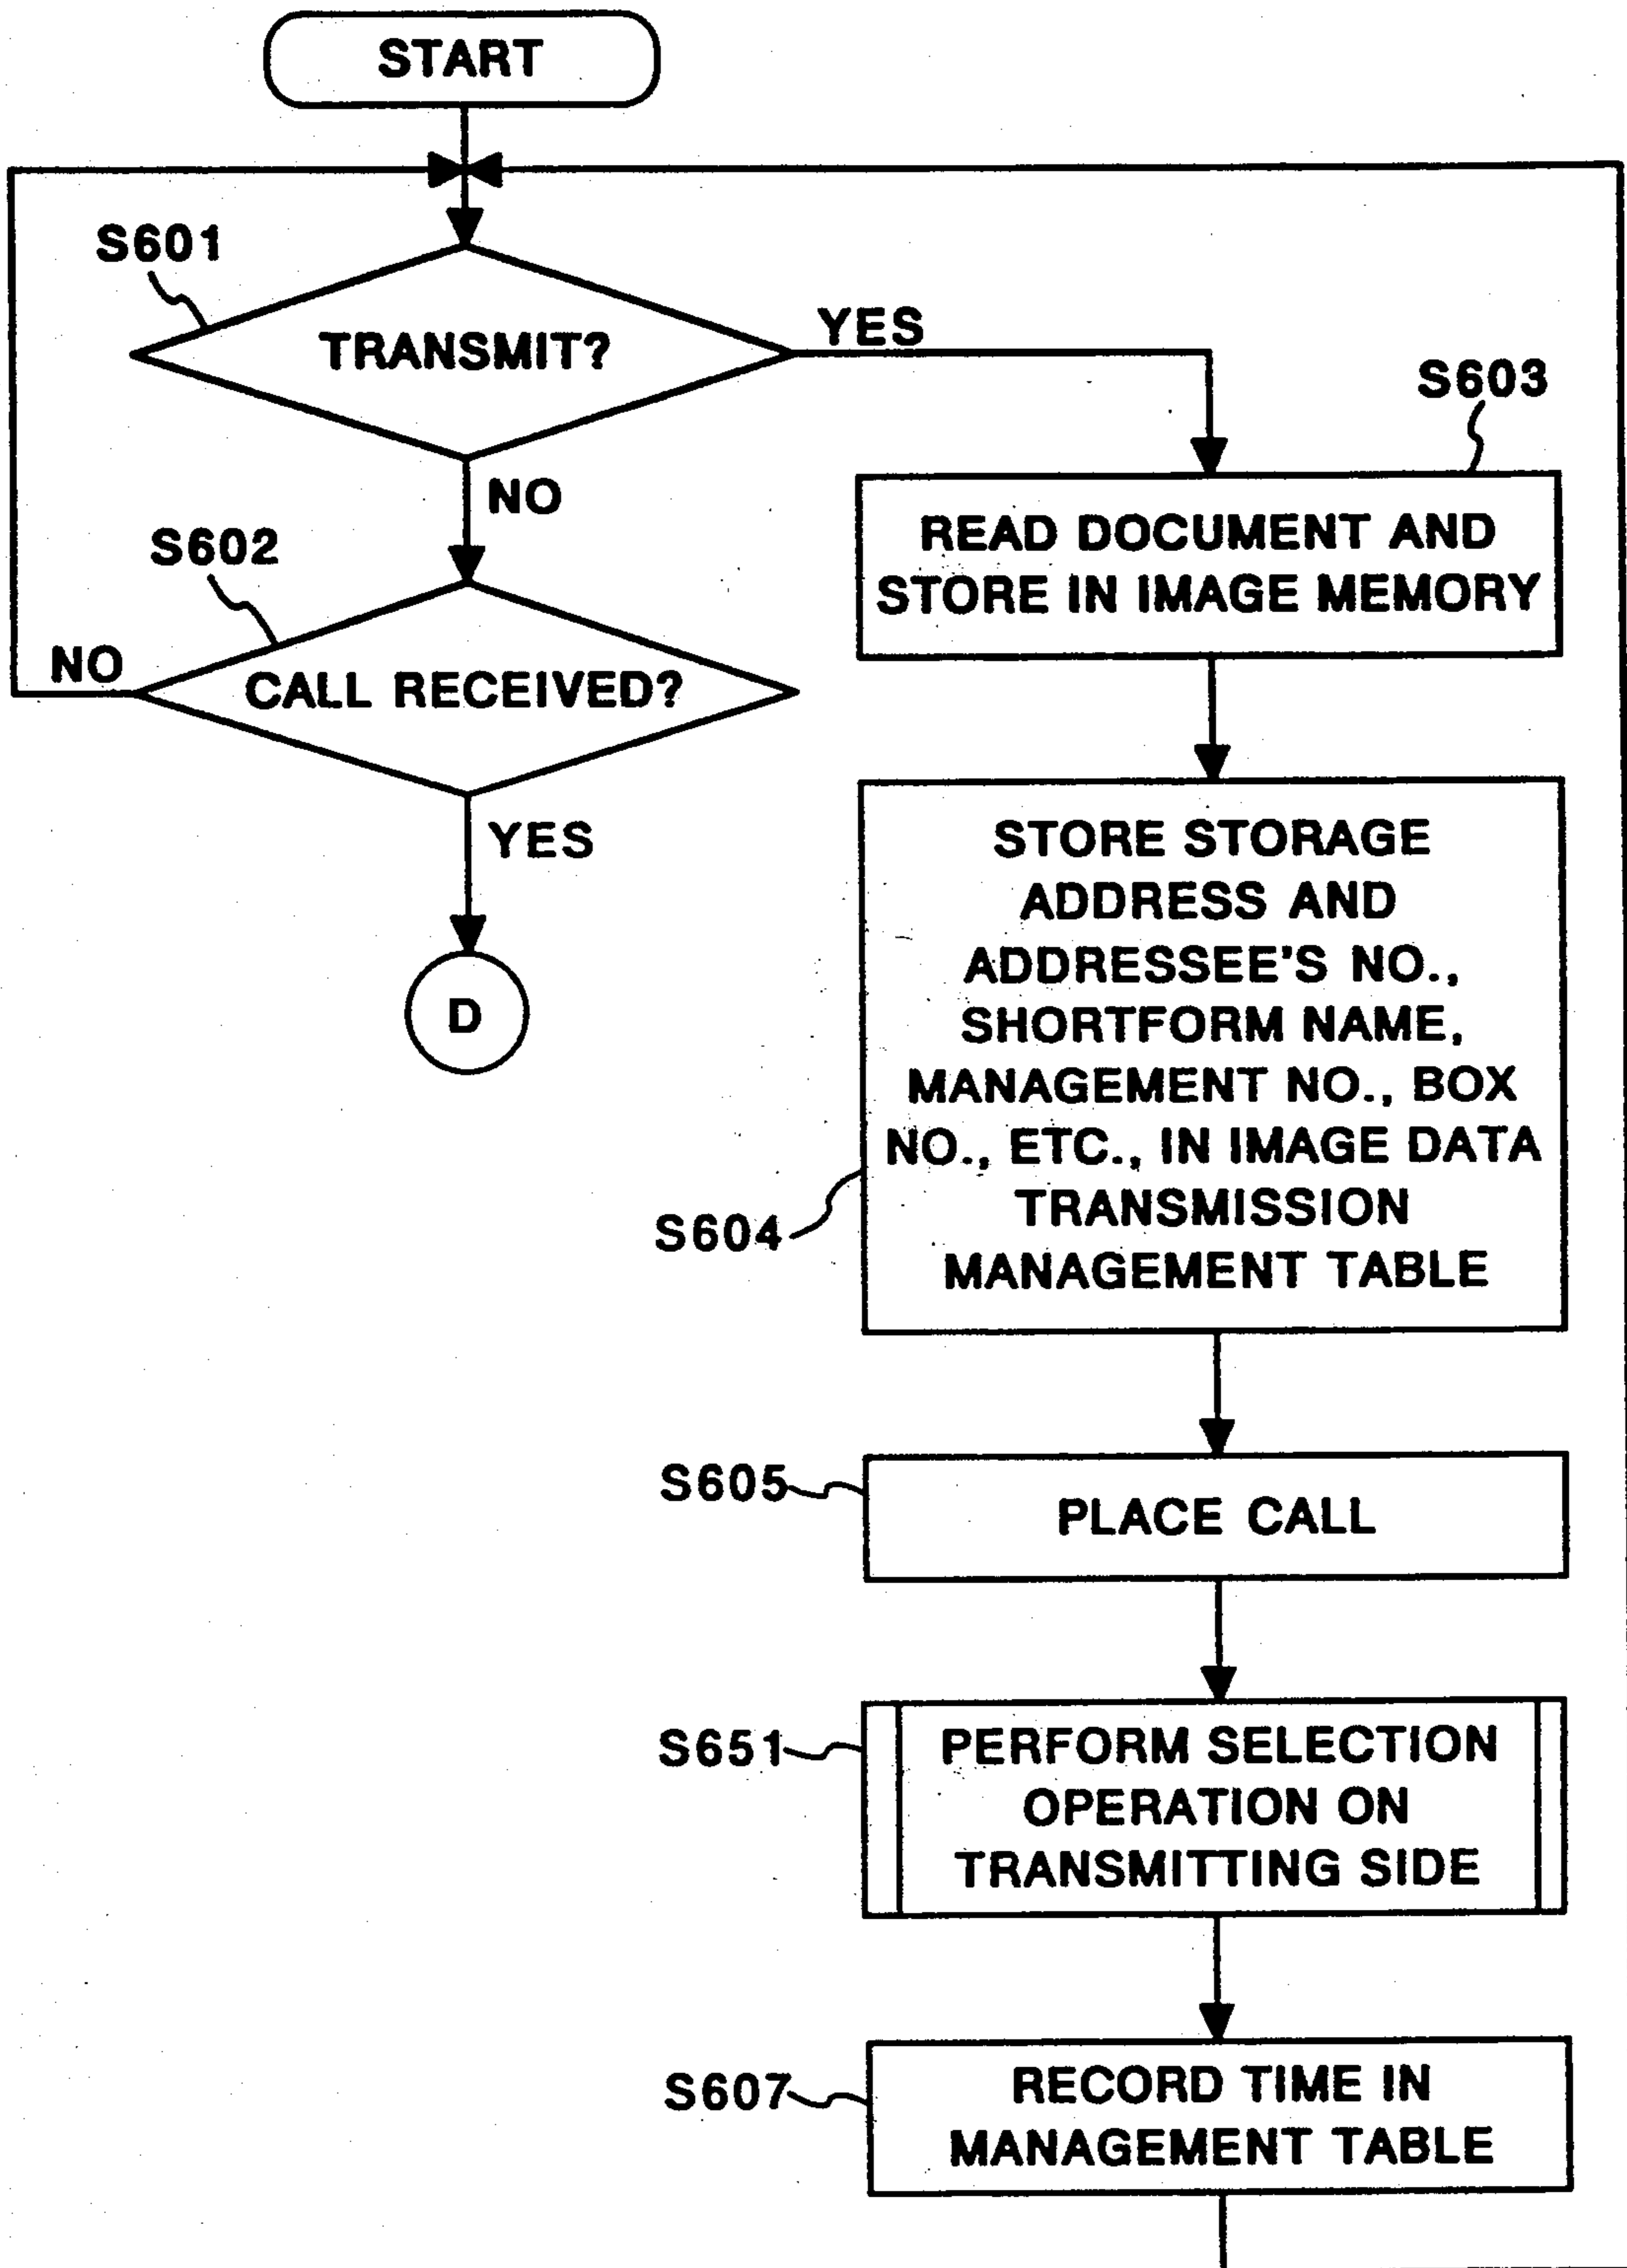 START
S601
TRANSMIT?
YES
NO
S602
CALL RECEIVED?
NO
YES
D
S603
READ DOCUMENT AND
STORE IN IMAGE MEMORY
STORE STORAGE
ADDRESS AND
ADDRESSEE'S NO.,
SHORTFORM NAME,
MANAGEMENT NO., BOX
NO., ETC., IN IMAGE DATA
TRANSMISSION
MANAGEMENT TABLE
S604
S605
PLACE CALL
S651
PERFORM SELECTION
OPERATION ON
TRANSMITTING SIDE
S607
RECORD TIME IN
MANAGEMENT TABLE